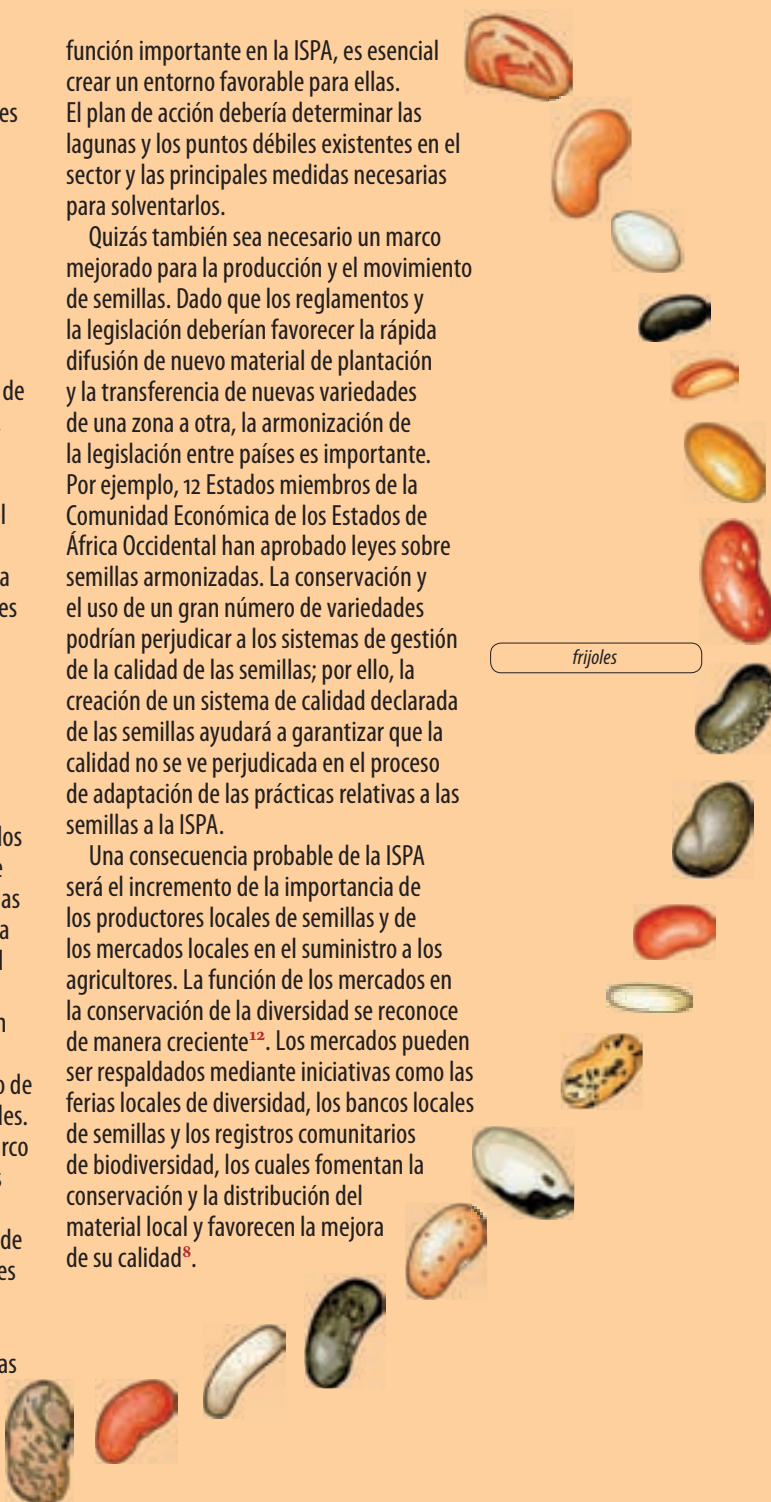 función importante en la ISPA, es esencial
crear un entorno favorable para ellas.
El plan de acción debería determinar las
lagunas y los puntos débiles existentes en el
sector y las principales medidas necesarias
para solventarlos.
Quizás también sea necesario un marco
mejorado para la producción y el movimiento
de semillas. Dado que los reglamentos y
la legislación deberían favorecer la rápida
difusión de nuevo material de plantación
y la transferencia de nuevas variedades
de una zona a otra, la armonización de
la legislación entre países es importante.
Por ejemplo, 12 Estados miembros de la
Comunidad Económica de los Estados de
África Occidental han aprobado leyes sobre
semillas armonizadas. La conservación y
el uso de un gran número de variedades
podrían perjudicar a los sistemas de gestión
de la calidad de las semillas; por ello, la
creación de un sistema de calidad declarada
de las semillas ayudará a garantizar que la
calidad no se ve perjudicada en el proceso
de adaptación de las prácticas relativas a las
semillas a la ISPA.
Una consecuencia probable de la ISPA
será el incremento de la importancia de
los productores locales de semillas y de
los mercados locales en el suministro a los
agricultores. La función de los mercados en
la conservación de la diversidad se reconoce
de manera creciente¹². Los mercados pueden
ser respaldados mediante iniciativas como las
ferias locales de diversidad, los bancos locales
de semillas y los registros comunitarios
de biodiversidad, los cuales fomentan la
conservación y la distribución del
material local y favorecen la mejora
de su calidad⁸.
frijoles